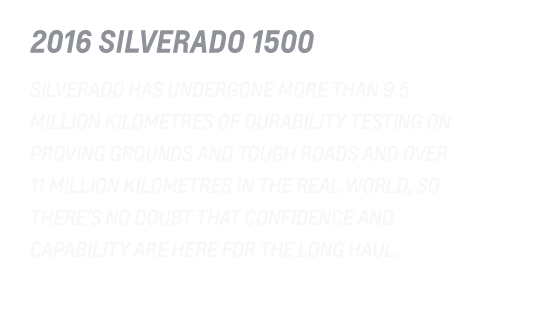 2016 SILVERADO 1500
SILVERADO HAS UNDERGONE MORE THAN 9.5
MILLION KILOMETRES OF DURABILITY TESTING ON
PROVING GROUNDS AND TOUGH ROADS AND OVER
11 MILLION KILOMETRES IN THE REAL WORLD, SO
THERE'S NO DOUBT THAT CONFIDENCE AND
CAPABILITY ARE HERE FOR THE LONG HAUL.